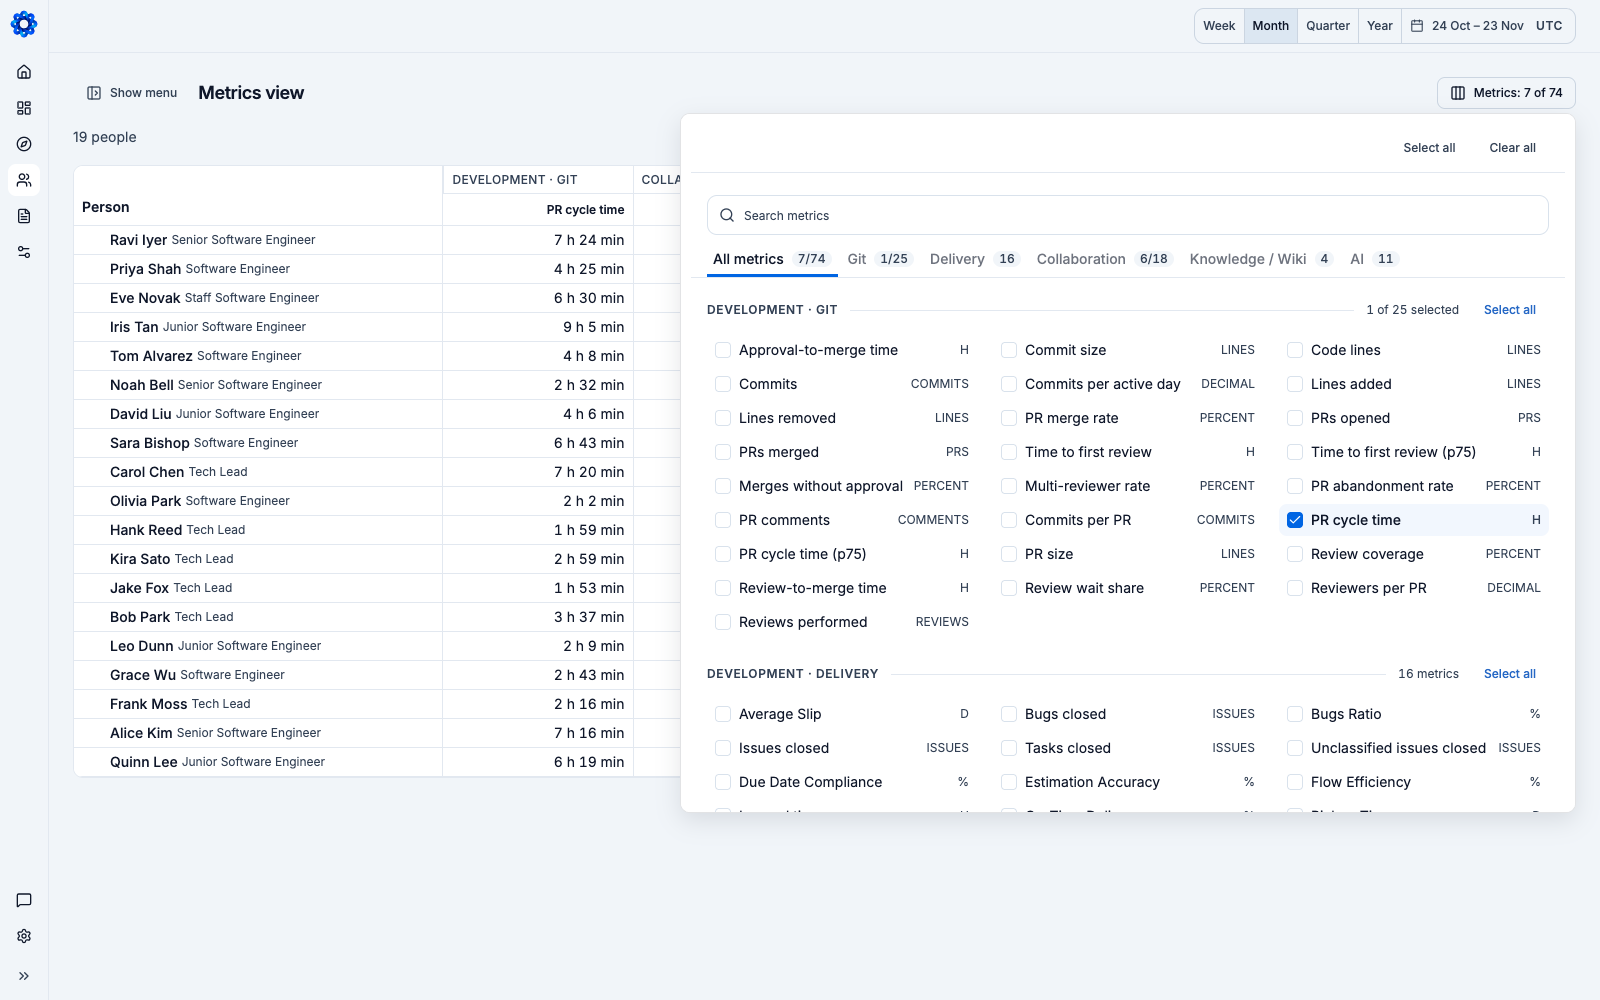 Week Month Quarter Year 24 Oct – 23 Nov UTC
Show menu Metrics view Metrics: 7 of 74
19 people
Select all Clear all
Search metrics
All metrics 7/74 Git 1/25 Delivery 16 Collaboration 6/18 Knowledge / Wiki 4 AI 11
DEVELOPMENT · GIT 1 of 25 selected Select all
Approval-to-merge time H Commit size LINES Code lines LINES
Commits COMMITS Commits per active day DECIMAL Lines added LINES
Lines removed LINES PR merge rate PERCENT PRs opened PRS
PRs merged PRS Time to first review H Time to first review (p75) H
Merges without approval PERCENT Multi-reviewer rate PERCENT PR abandonment rate PERCENT
PR comments COMMENTS Commits per PR COMMITS PR cycle time H
PR cycle time (p75) H PR size LINES Review coverage PERCENT
Review-to-merge time H Review wait share PERCENT Reviewers per PR DECIMAL
Reviews performed REVIEWS
DEVELOPMENT · DELIVERY 16 metrics Select all
Average Slip D Bugs closed ISSUES Bugs Ratio %
Issues closed ISSUES Tasks closed ISSUES Unclassified issues closed ISSUES
Due Date Compliance % Estimation Accuracy % Flow Efficiency %
DEVELOPMENT · GIT COLLA
Person PR cycle time
Ravi Iyer Senior Software Engineer 7 h 24 min
Priya Shah Software Engineer 4 h 25 min
Eve Novak Staff Software Engineer 6 h 30 min
Iris Tan Junior Software Engineer 9 h 5 min
Tom Alvarez Software Engineer 4 h 8 min
Noah Bell Senior Software Engineer 2 h 32 min
David Liu Junior Software Engineer 4 h 6 min
Sara Bishop Software Engineer 6 h 43 min
Carol Chen Tech Lead 7 h 20 min
Olivia Park Software Engineer 2 h 2 min
Hank Reed Tech Lead 1 h 59 min
Kira Sato Tech Lead 2 h 59 min
Jake Fox Tech Lead 1 h 53 min
Bob Park Tech Lead 3 h 37 min
Leo Dunn Junior Software Engineer 2 h 9 min
Grace Wu Software Engineer 2 h 43 min
Frank Moss Tech Lead 2 h 16 min
Alice Kim Senior Software Engineer 7 h 16 min
Quinn Lee Junior Software Engineer 6 h 19 min